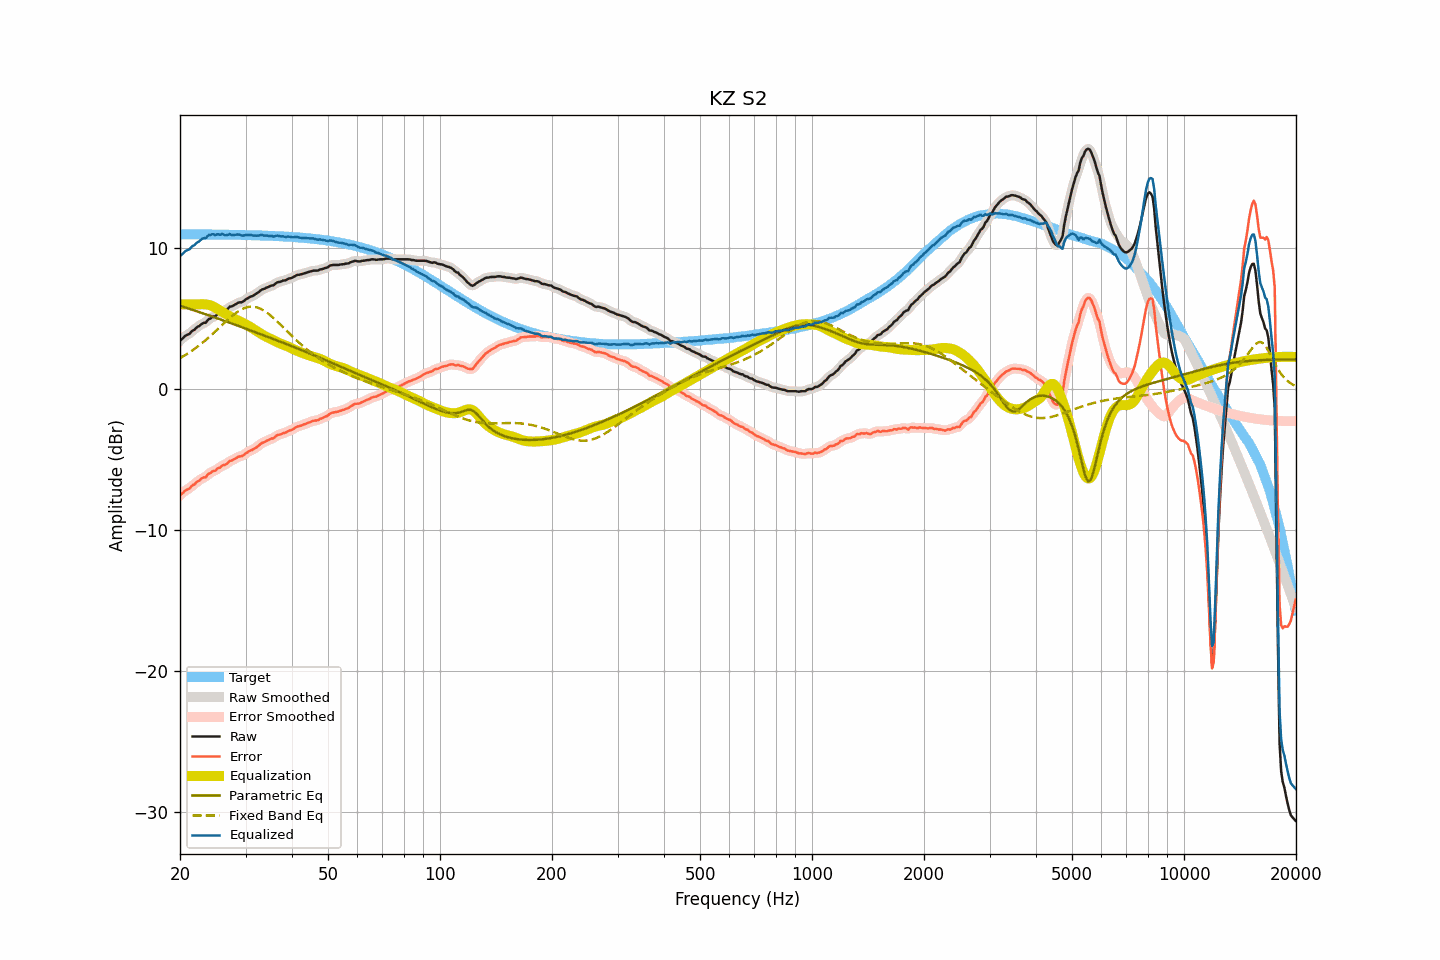 KZ S2
Amplitude (dBr)
10
0
−10
−20
−30
Target
Raw Smoothed
Error Smoothed
Raw
Error
Equalization
Parametric Eq
Fixed Band Eq
Equalized
20 50 100 200 500 1000 2000 5000 10000 20000
Frequency (Hz)